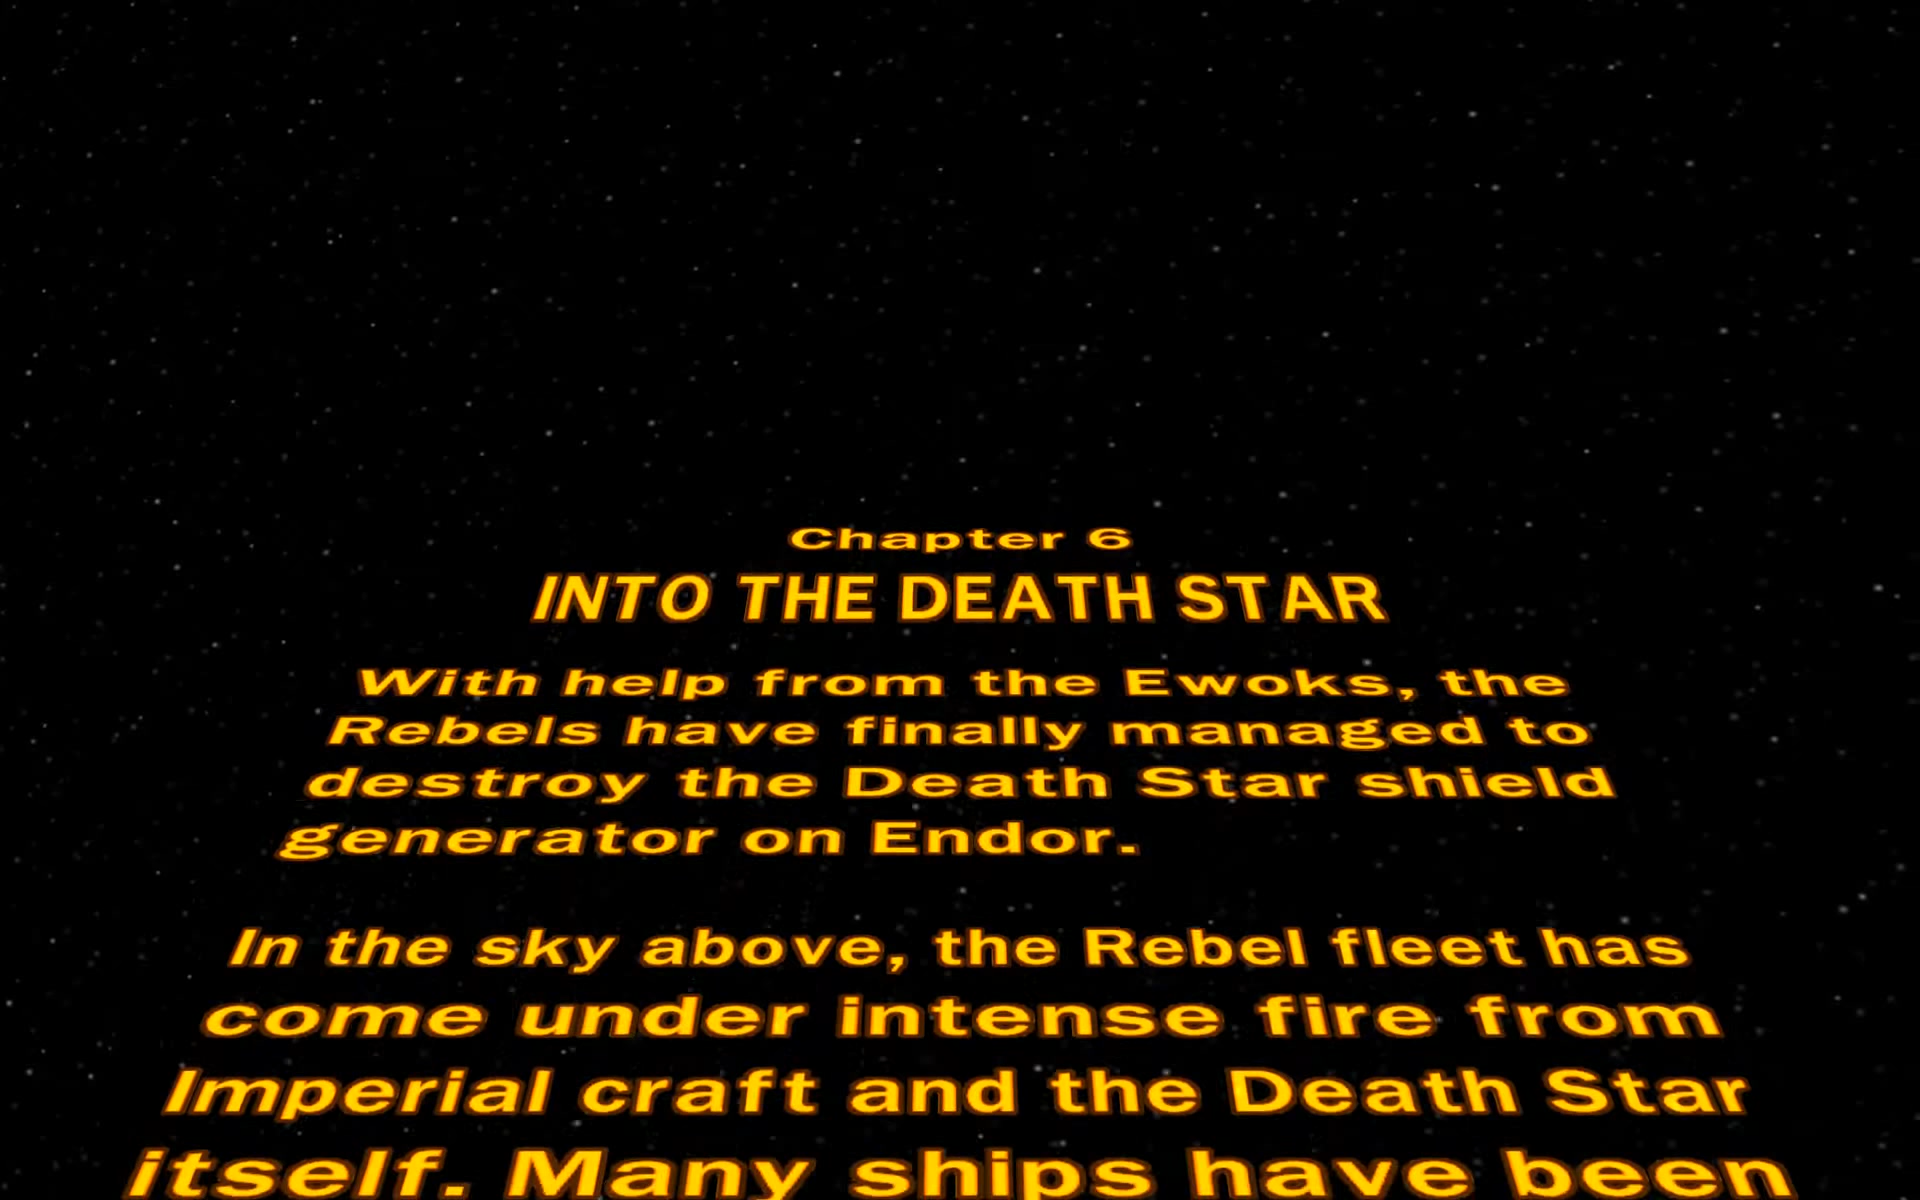 Chapter 6
INTO THE DEATH STAR
With help from the Ewoks, the
Rebels have finally managed to
destroy the Death Star shield
generator on Endor.
In the sky above, the Rebel fleet has
come under intense fire from
Imperial craft and the Death Star
itself. Many ships have been